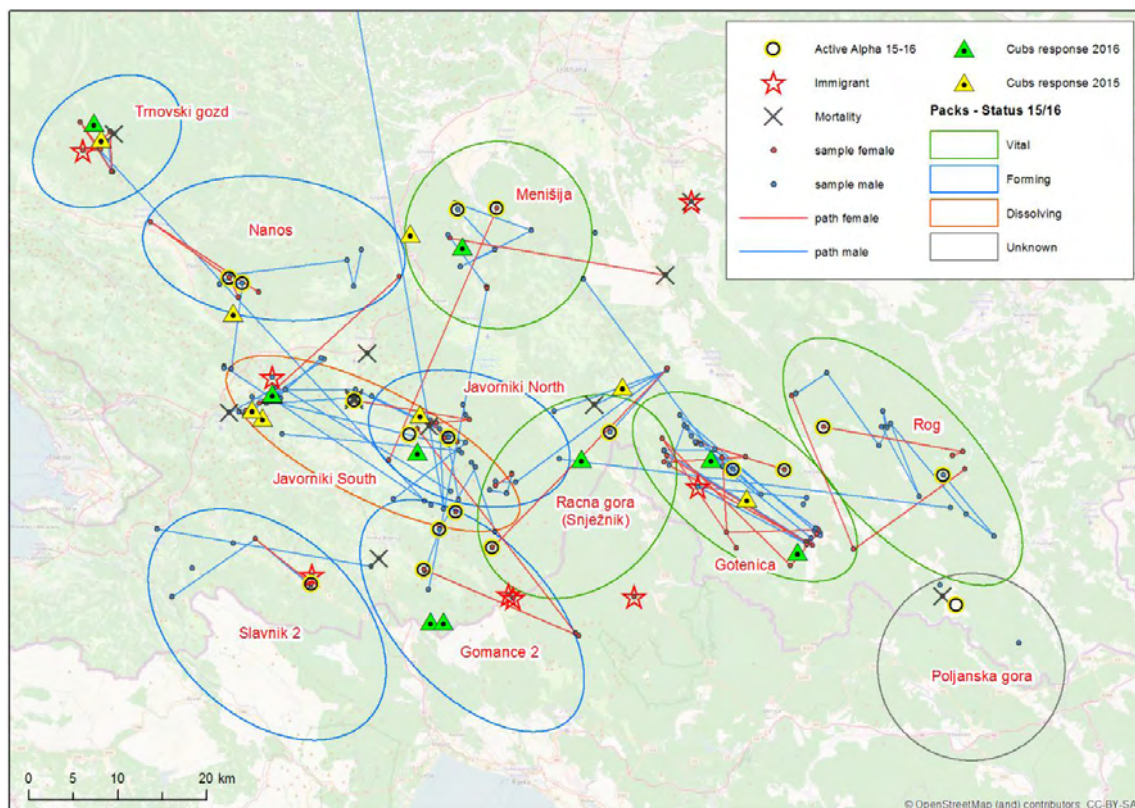 Active Alpha 15-16
Immigrant
Mortality
sample female
sample male
path female
path male
Cubs response 2016
Cubs response 2015
Packs - Status 15/16
Vital
Forming
Dissolving
Unknown
Trnovski gozd
Menišija
Nanos
Javorniki North
Rog
Javorniki South
Racna gora
(Snježnik)
Gotenica
Slavnik 2
Gomance 2
Poljanska gora
0 5 10 20 km
© OpenStreetMap (and) contributors, CC-BY-SA